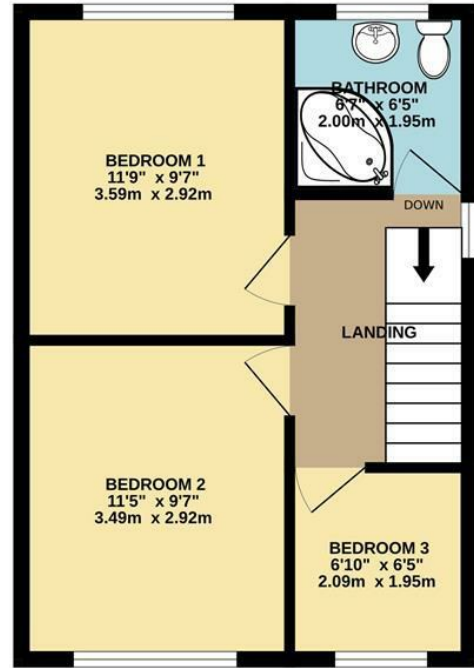 BEDROOM 1
11'9" x 9'7"
3.59m x 2.92m
BATHROOM
6'7" x 6'5"
2.00m x 1.95m
DOWN
LANDING
BEDROOM 2
11'5" x 9'7"
3.49m x 2.92m
BEDROOM 3
6'10" x 6'5"
2.09m x 1.95m